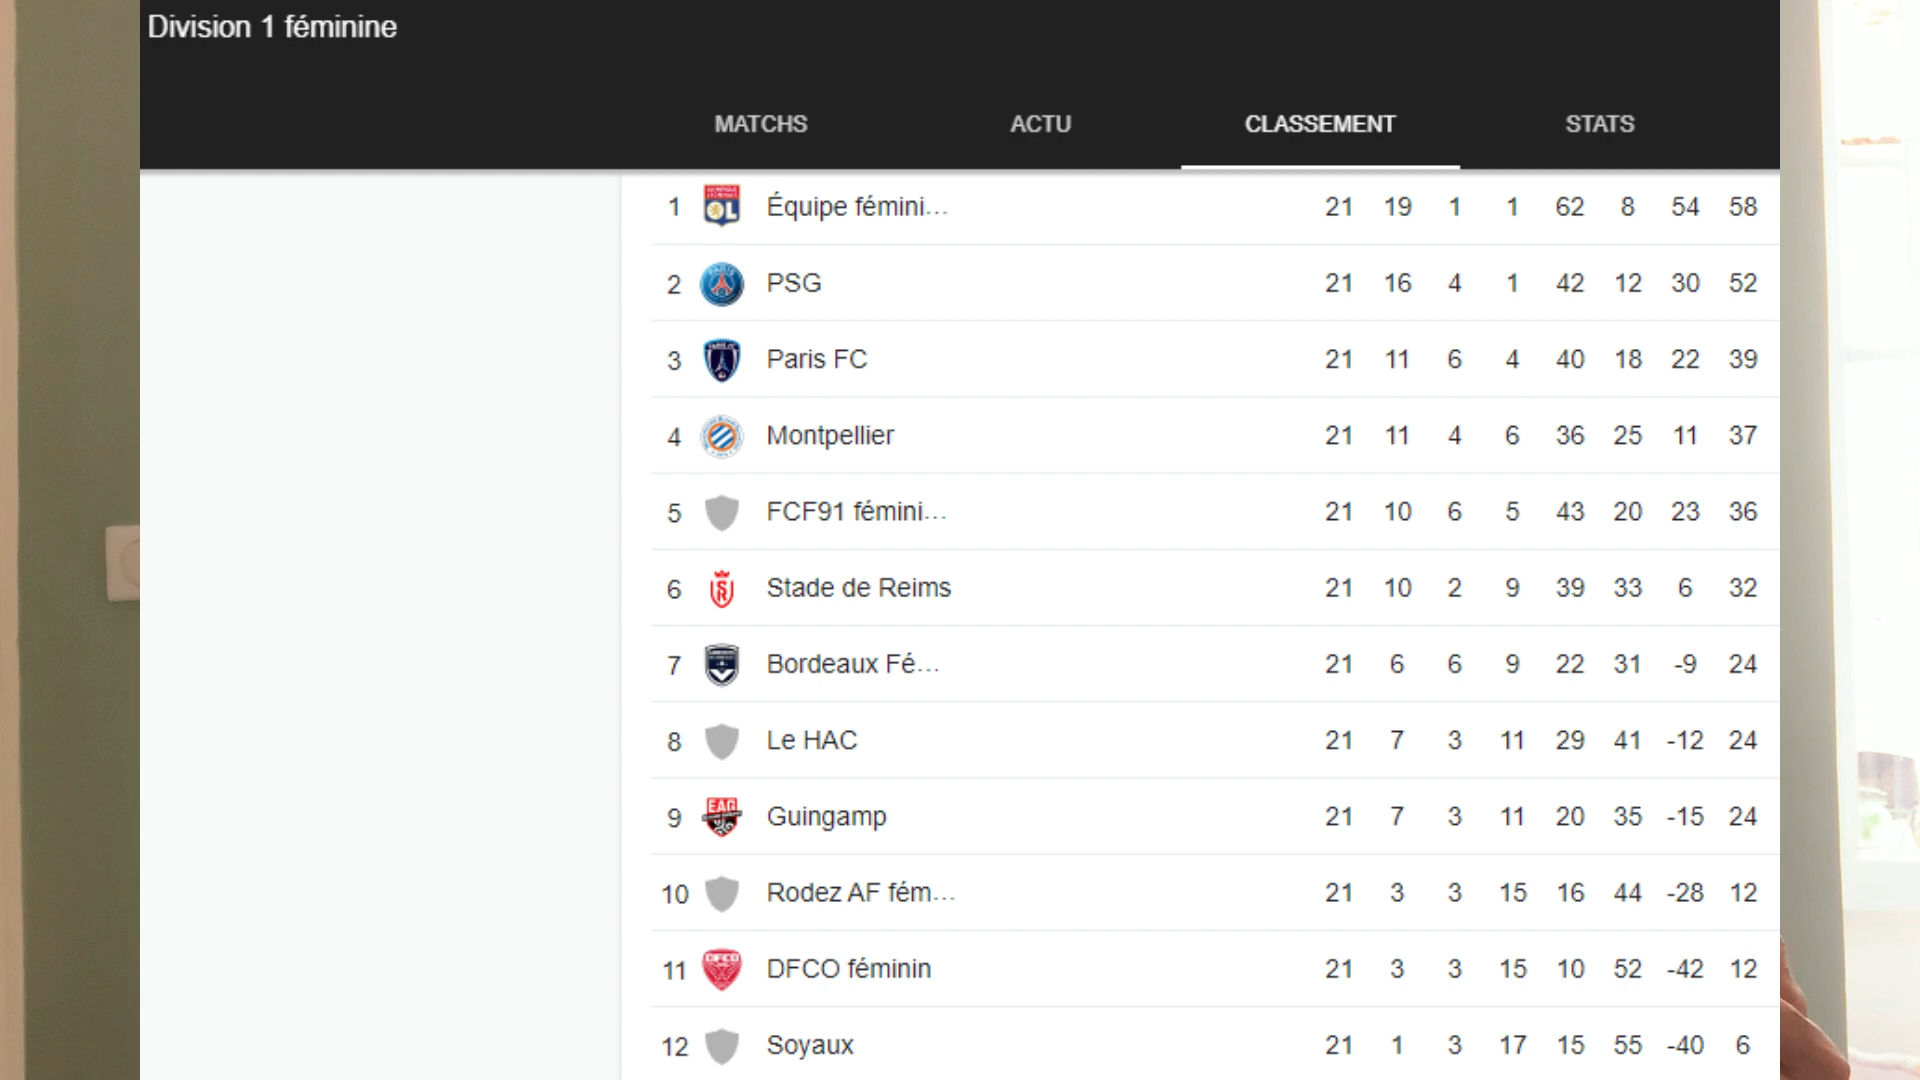 Division 1 féminine
MATCHS ACTU CLASSEMENT STATS
1 OL Équipe fémini... 21 19 1 1 62 8 54 58
2 PSG 21 16 4 1 42 12 30 52
3 Paris FC 21 11 6 4 40 18 22 39
4 Montpellier 21 11 4 6 36 25 11 37
5 FCF91 fémini... 21 10 6 5 43 20 23 36
6 Stade de Reims 21 10 2 9 39 33 6 32
7 Bordeaux Fé... 21 6 6 9 22 31 -9 24
8 Le HAC 21 7 3 11 29 41 -12 24
9 EAG Guingamp 21 7 3 11 20 35 -15 24
10 Rodez AF fém... 21 3 3 15 16 44 -28 12
11 DFCO DFCO féminin 21 3 3 15 10 52 -42 12
12 Soyaux 21 1 3 17 15 55 -40 6